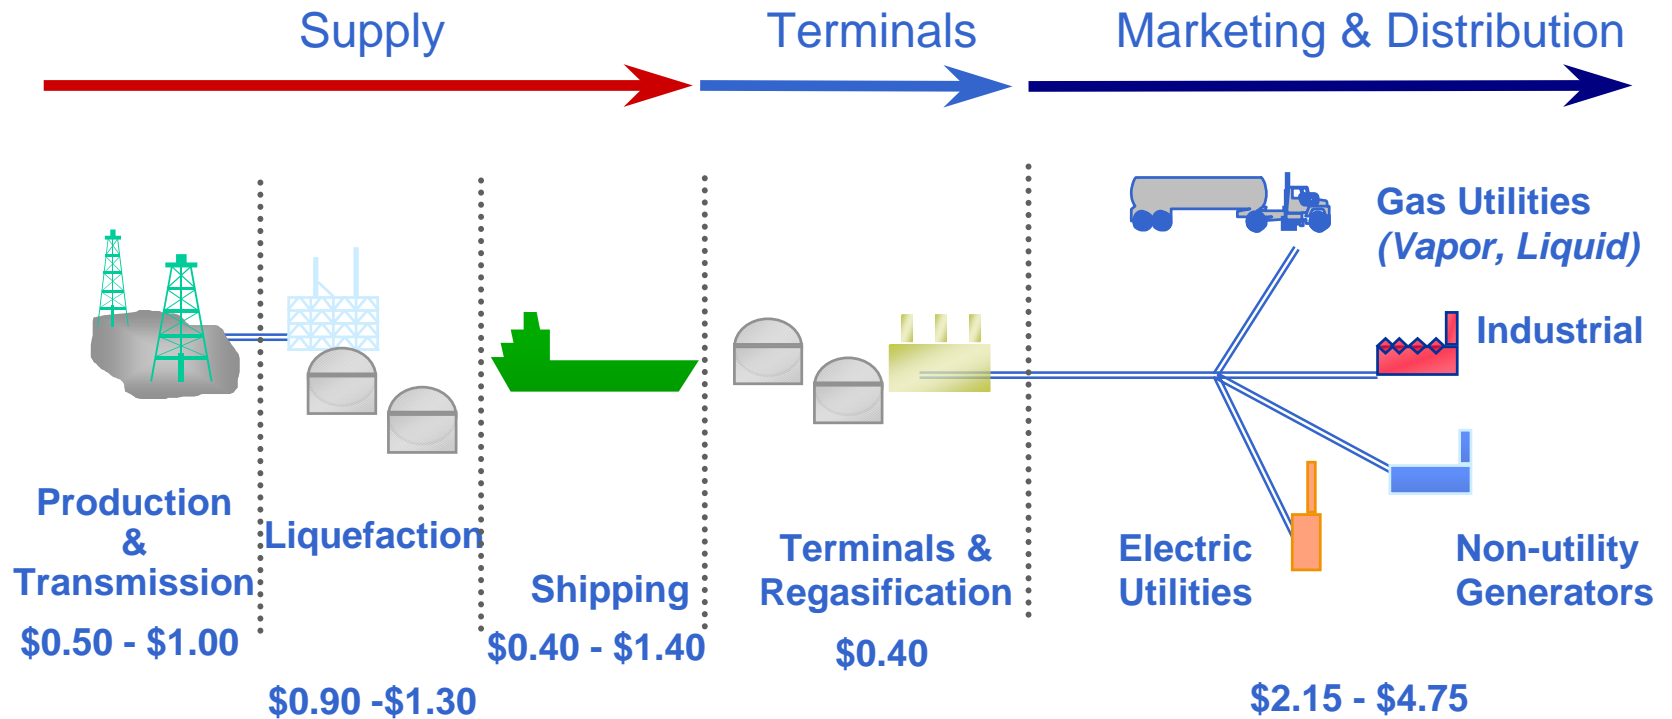 Supply
Terminals
Marketing & Distribution
Gas Utilities
(Vapor, Liquid)
Industrial
Production
&
Transmission
$0.50 - $1.00
Liquefaction
$0.90 -$1.30
Shipping
$0.40 - $1.40
Terminals &
Regasification
$0.40
Electric
Utilities
Non-utility
Generators
$2.15 - $4.75